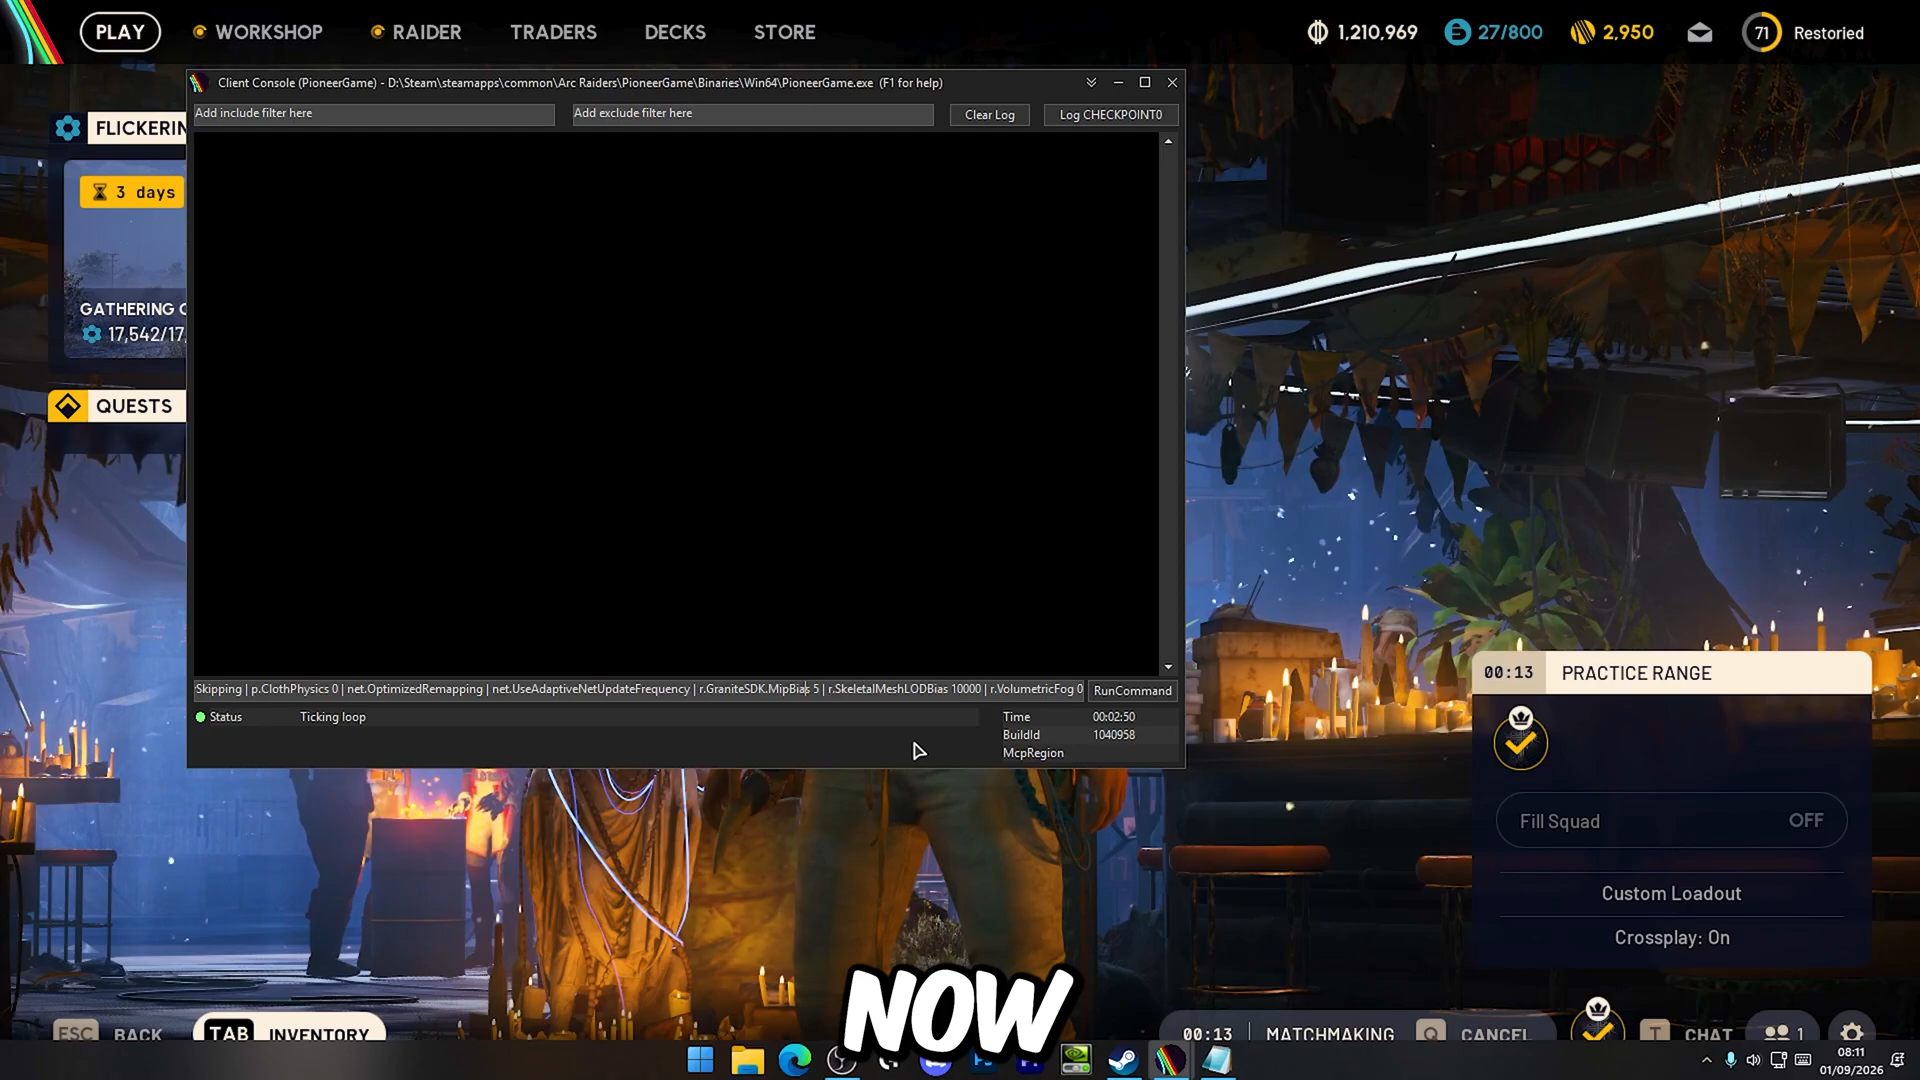 PLAY
WORKSHOP
RAIDER
TRADERS
DECKS
STORE
1,210,969
27/800
2,950
71
Restoried
Client Console (PioneerGame) - D:\Steam\steamapps\common\Arc Raiders\PioneerGame\Binaries\Win64\PioneerGame.exe (F1 for help)
Add include filter here
Add exclude filter here
Clear Log
Log CHECKPOINT0
FLICKERIN
3 days
GATHERING
17,542/17,
QUESTS
Skipping | p.ClothPhysics 0 | net.OptimizedRemapping | net.UseAdaptiveNetUpdateFrequency | r.GraniteSDK.MipBias 5 | r.SkeletalMeshLODBias 10000 | r.VolumetricFog 0
RunCommand
Status
Ticking loop
Time
00:02:50
BuildId
1040958
McpRegion
00:13
PRACTICE RANGE
Fill Squad
OFF
Custom Loadout
Crossplay: On
NOW
ESC
BACK
TAB
INVENTORY
00:13
MATCHMAKING
Q
CANCEL
T
CHAT
1
08:11
01/09/2026